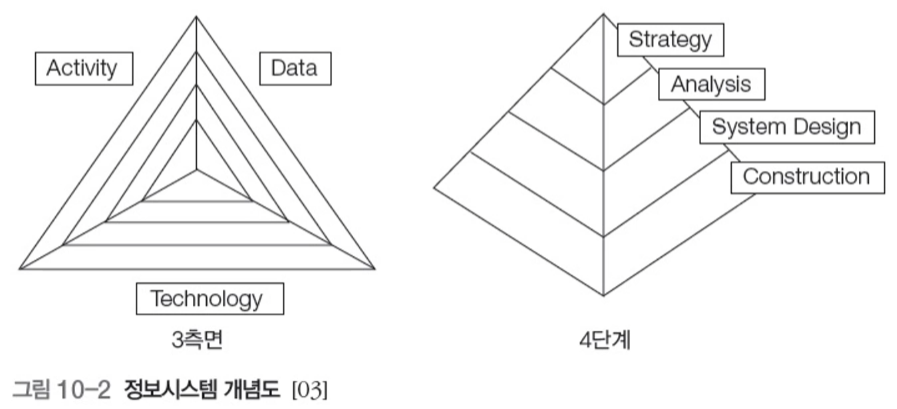 Activity
Data
Technology
3측면
Strategy
Analysis
System Design
Construction
4단계
그림 10-2 정보시스템 개념도 [03]